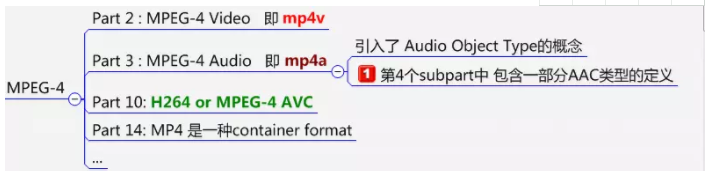 MPEG-4
Part 2 : MPEG-4 Video 即 mp4v
Part 3 : MPEG-4 Audio 即 mp4a
引入了 Audio Object Type的概念
1 第4个subpart中 包含一部分AAC类型的定义
Part 10: H264 or MPEG-4 AVC
Part 14: MP4 是一种container format
...